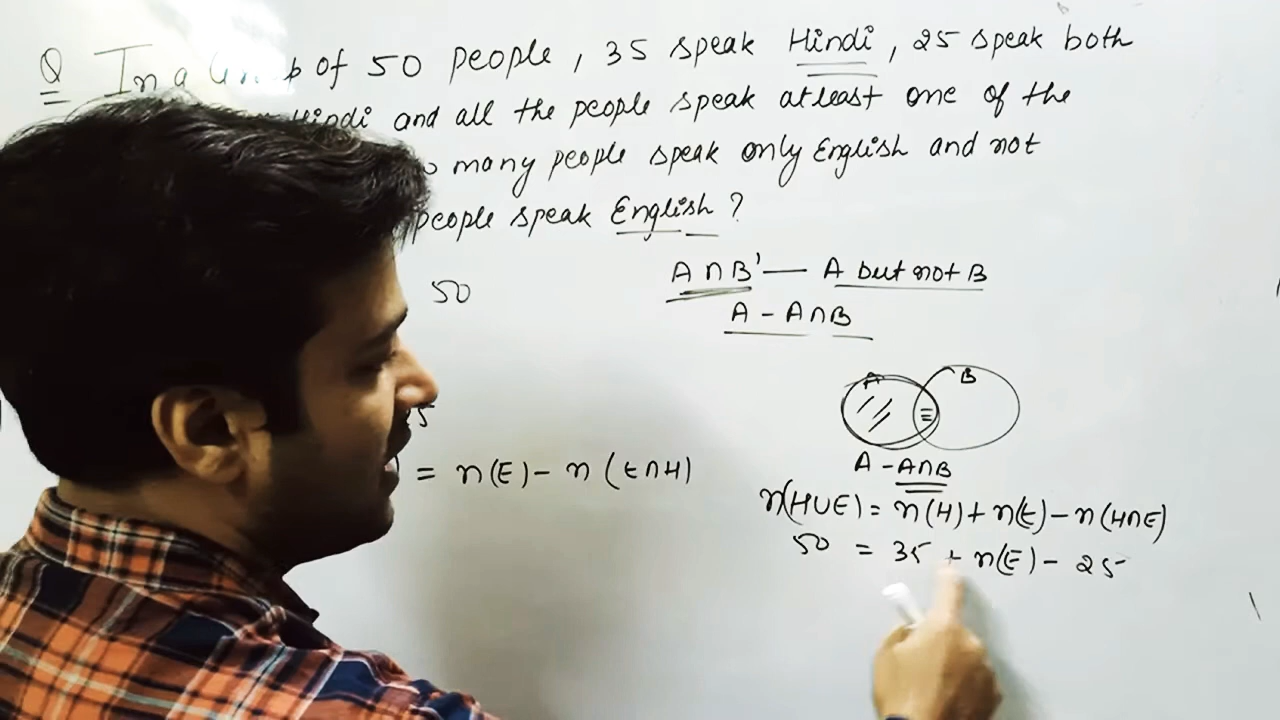 Q In a of 50 people, 35 speak Hindi, 25 speak both
Hindi and all the people speak atleast one of the
many people speak only English and not
people speak English ?
50
A ∩ B' — A but not B
A - A ∩ B
A B
A - A∩B
= n(E) - n (E∩H)
n(H∪E) = n(H) + n(E) - n(H∩E)
50 = 35 + n(E) - 25